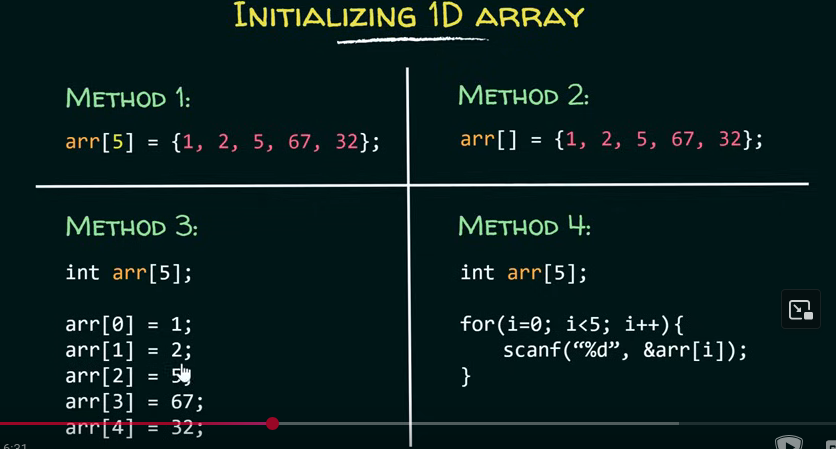 INITIALIZING 1D ARRAY
METHOD 1:
arr[5] = {1, 2, 5, 67, 32};
METHOD 2:
arr[] = {1, 2, 5, 67, 32};
METHOD 3:
int arr[5];
arr[0] = 1;
arr[1] = 2;
arr[2] = 5;
arr[3] = 67;
arr[4] = 32;
METHOD 4:
int arr[5];
for(i=0; i<5; i++){
scanf(“%d”, &arr[i]);
}
6:31